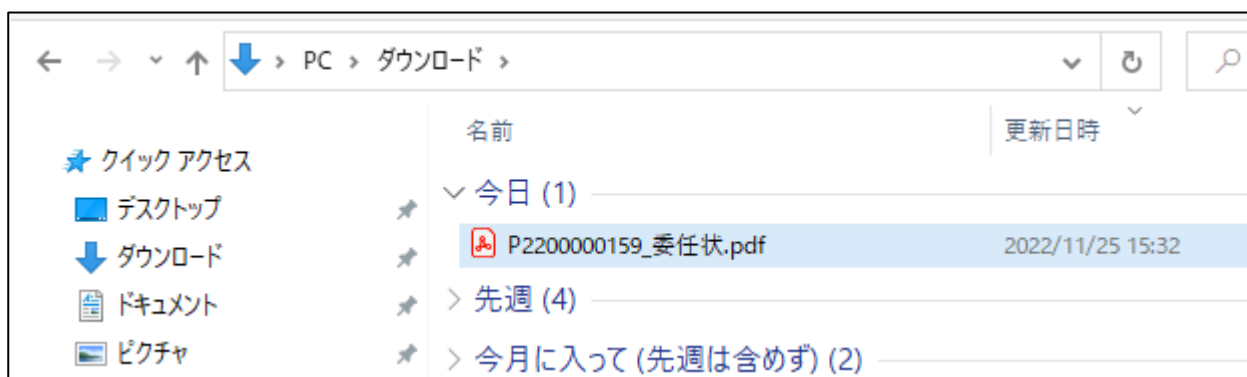 PC ダウンロード
名前 更新日時
クイック アクセス
デスクトップ
ダウンロード
ドキュメント
ピクチャ
今日 (1)
P2200000159_委任状.pdf 2022/11/25 15:32
先週 (4)
今月に入って (先週は含めず) (2)